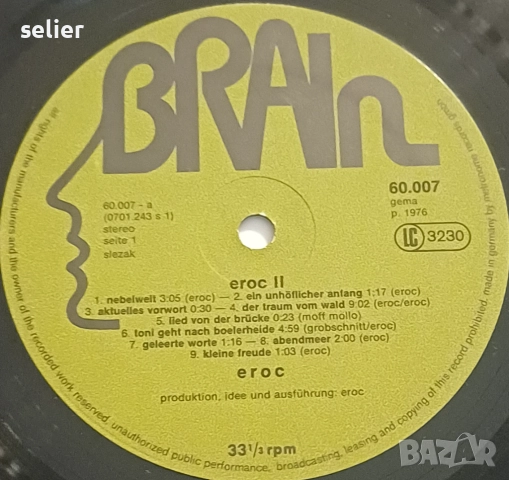 selier
BRAIN
60.007 - a
(0701.243 s 1)
stereo
seite 1
slezak
60.007
gema
p. 1976
LC 3230
eroc II
1. nebelwelt 3:05 (eroc) — 2. ein unhöflicher anfang 1:17 (eroc)
3. aktuelles vorwort 0:30 — 4. der traum vom wald 9:02 (eroc/eroc)
5. lied von der brücke 0:23 (moff mollo)
6. toni geht nach boelerheide 4:59 (grobschnitt/eroc)
7. geleerte worte 1:16 — 8. abendmeer 2:00 (eroc)
9. kleine freude 1:03 (eroc)
eroc
produktion, idee und ausführung: eroc
33 1/3 rpm
all rights of the manufacturers and the owner of the recorded work reserved. unauthorized public performance, broadcasting, leasing and copying of this record prohibited. made in germany by metronome records gmbh
BAZAR